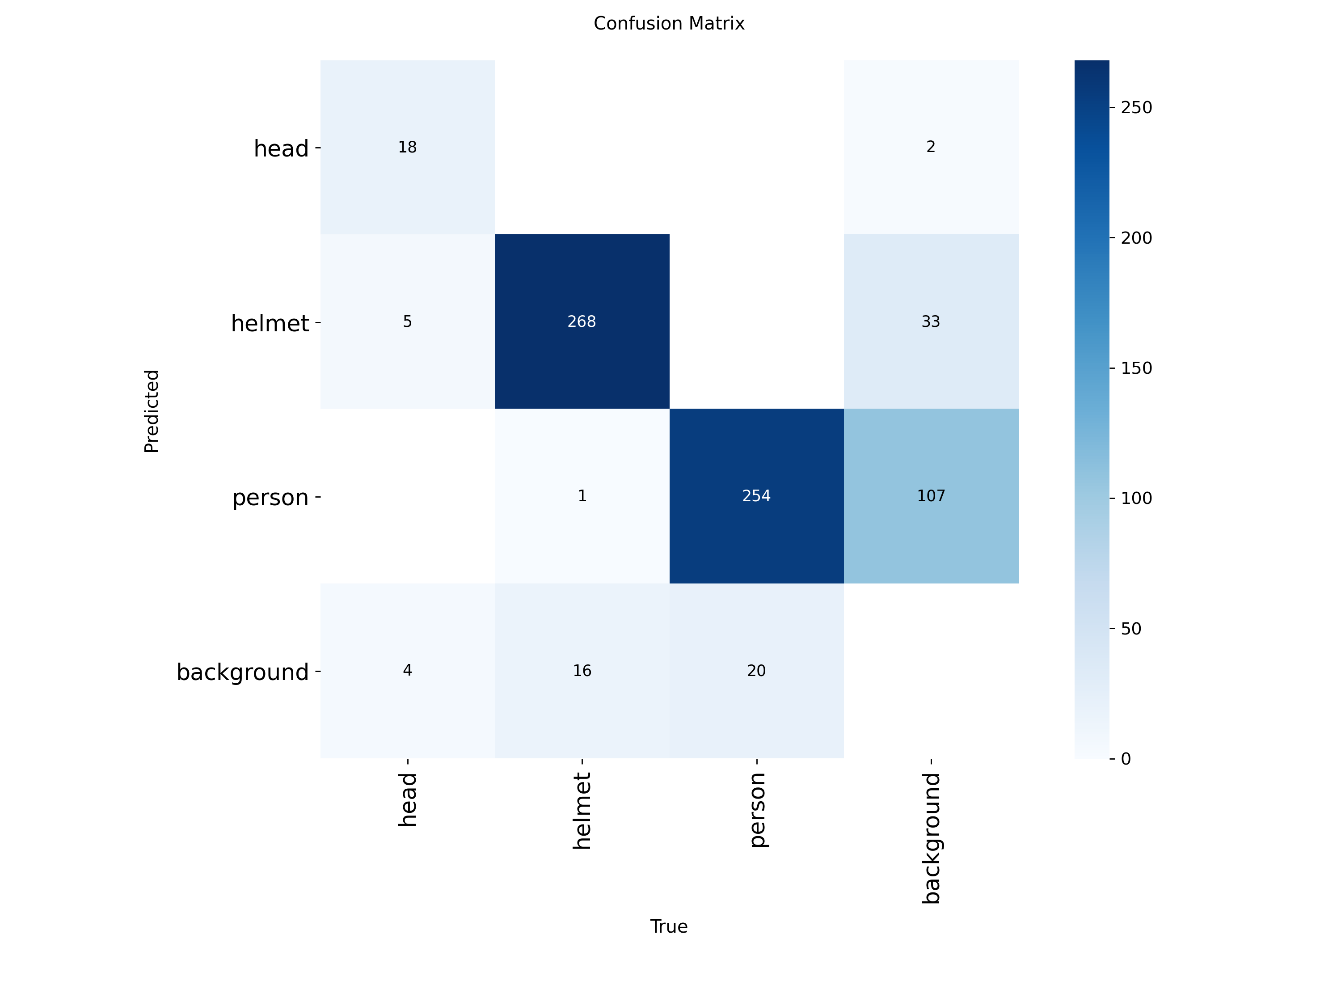 Confusion Matrix
head
18
2
helmet
5
268
33
person
1
254
107
background
4
16
20
head
helmet
person
background
True
Predicted
250
200
150
100
50
0